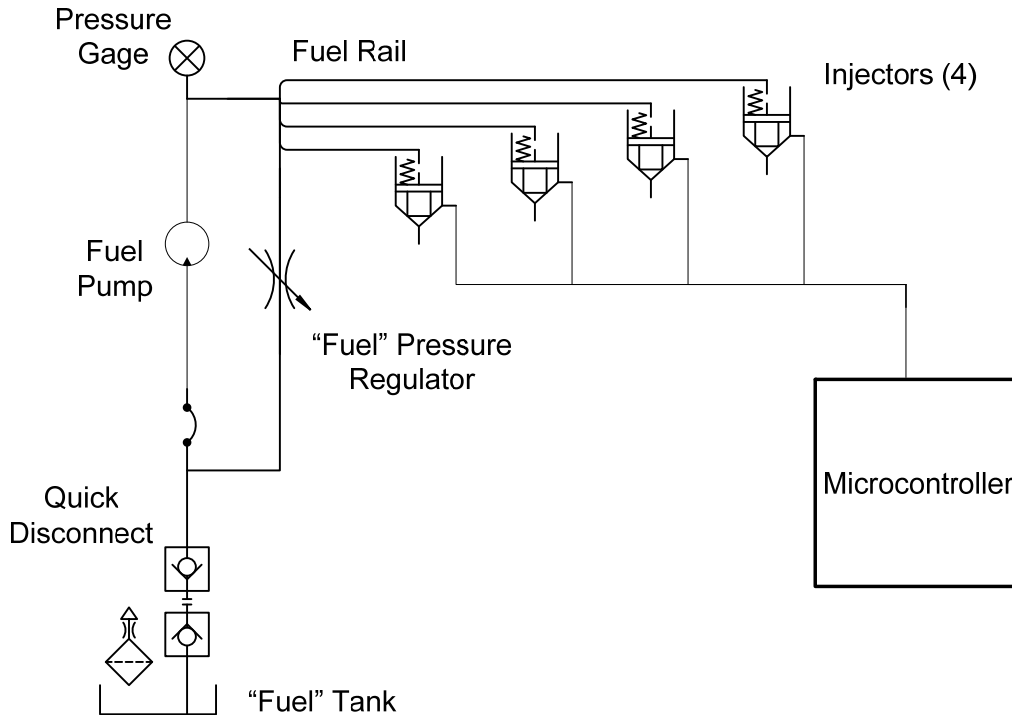 Pressure
Gage
Fuel Rail
Injectors (4)
Fuel
Pump
“Fuel” Pressure
Regulator
Quick
Disconnect
Microcontroller
“Fuel” Tank